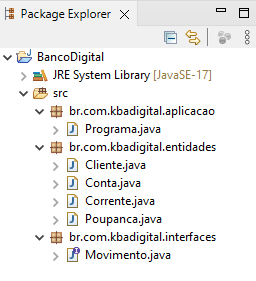 Package Explorer
BancoDigital
JRE System Library [JavaSE-17]
src
br.com.kbadigital.aplicacao
Programa.java
br.com.kbadigital.entidades
Cliente.java
Conta.java
Corrente.java
Poupanca.java
br.com.kbadigital.interfaces
Movimento.java